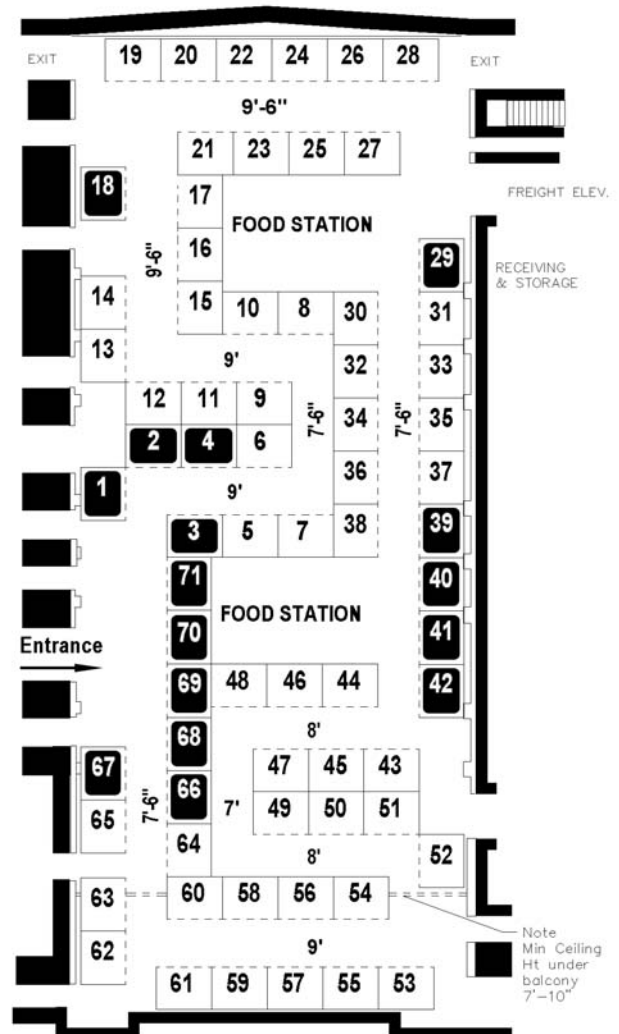 EXIT
19 20 22 24 26 28
EXIT
9'-6"
21 23 25 27
18
17
FREIGHT ELEV.
FOOD STATION
16
9'-6"
29
RECEIVING
& STORAGE
14
15 10 8 30 31
13
9'
32 33
12 11 9
7'-6"
34
7'-6"
35
2 4 6
36 37
1
9'
3 5 7 38 39
71 40
FOOD STATION
70 41
Entrance
69 48 46 44 42
68
8'
67
47 45 43
66
7'-6"
7'
49 50 51
65
64
8'
52
63
60 58 56 54
62
9'
Note
Min Ceiling
Ht under
balcony
7'-10"
61 59 57 55 53